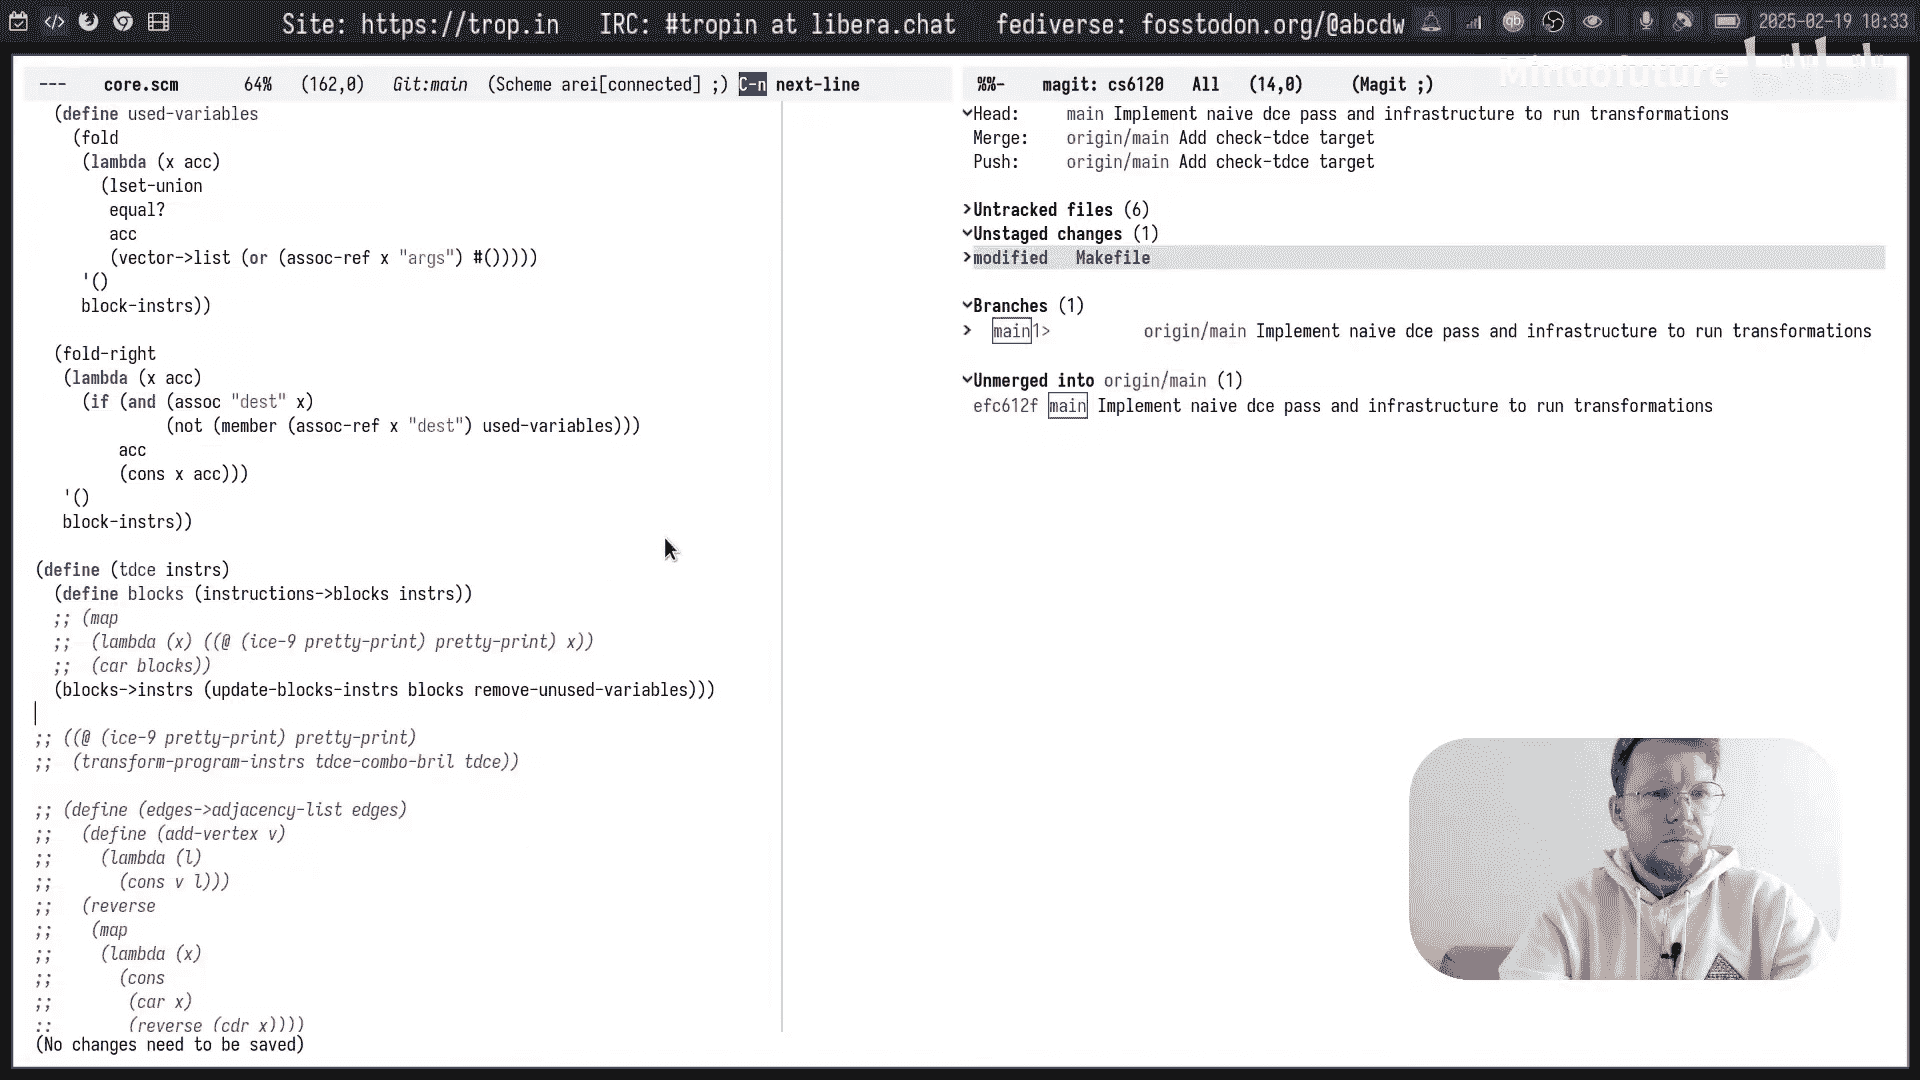 Site: https://trop.in   IRC: #tropin at libera.chat   fediverse: fosstodon.org/@abcdw
qb
2025-02-19 10:33
Mindofuture
---    core.scm       64%   (162,0)   Git:main  (Scheme arei[connected] ;) C-n next-line
  (define used-variables
    (fold
     (lambda (x acc)
       (lset-union
        equal?
        acc
        (vector->list (or (assoc-ref x "args") #()))))
     '()
     block-instrs))
  (fold-right
   (lambda (x acc)
     (if (and (assoc "dest" x)
              (not (member (assoc-ref x "dest") used-variables)))
         acc
         (cons x acc)))
   '()
   block-instrs))
(define (tdce instrs)
  (define blocks (instructions->blocks instrs))
  ;; (map
  ;;  (lambda (x) ((@ (ice-9 pretty-print) pretty-print) x))
  ;;  (car blocks))
  (blocks->instrs (update-blocks-instrs blocks remove-unused-variables)))
;; ((@ (ice-9 pretty-print) pretty-print)
;;  (transform-program-instrs tdce-combo-bril tdce))
;; (define (edges->adjacency-list edges)
;;   (define (add-vertex v)
;;     (lambda (l)
;;       (cons v l)))
;;   (reverse
;;    (map
;;     (lambda (x)
;;       (cons
;;        (car x)
;;        (reverse (cdr x))))
(No changes need to be saved)
%%-    magit: cs6120   All   (14,0)     (Magit ;)
Head:     main Implement naive dce pass and infrastructure to run transformations
Merge:    origin/main Add check-tdce target
Push:     origin/main Add check-tdce target
>Untracked files (6)
Unstaged changes (1)
>modified   Makefile
Branches (1)
>  main1>          origin/main Implement naive dce pass and infrastructure to run transformations
Unmerged into origin/main (1)
efc612f main Implement naive dce pass and infrastructure to run transformations